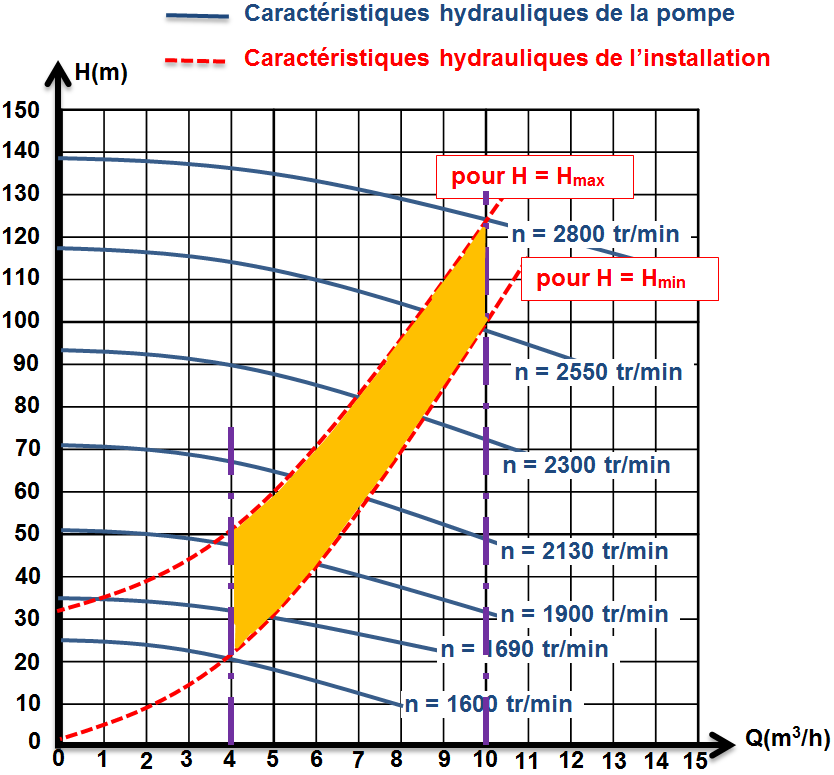 Caractéristiques hydrauliques de la pompe
Caractéristiques hydrauliques de l’installation
H(m)
150
140
130
120
110
100
90
80
70
60
50
40
30
20
10
0
pour H = Hmax
n = 2800 tr/min
pour H = Hmin
n = 2550 tr/min
n = 2300 tr/min
n = 2130 tr/min
n = 1900 tr/min
n = 1690 tr/min
n = 1600 tr/min
0 1 2 3 4 5 6 7 8 9 10 11 12 13 14 15
Q(m³/h)